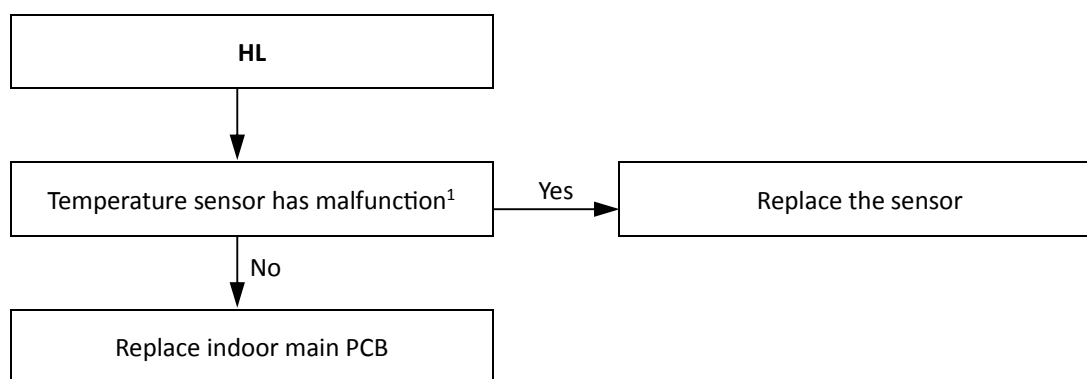 HL
Temperature sensor has malfunction¹
Yes
Replace the sensor
No
Replace indoor main PCB